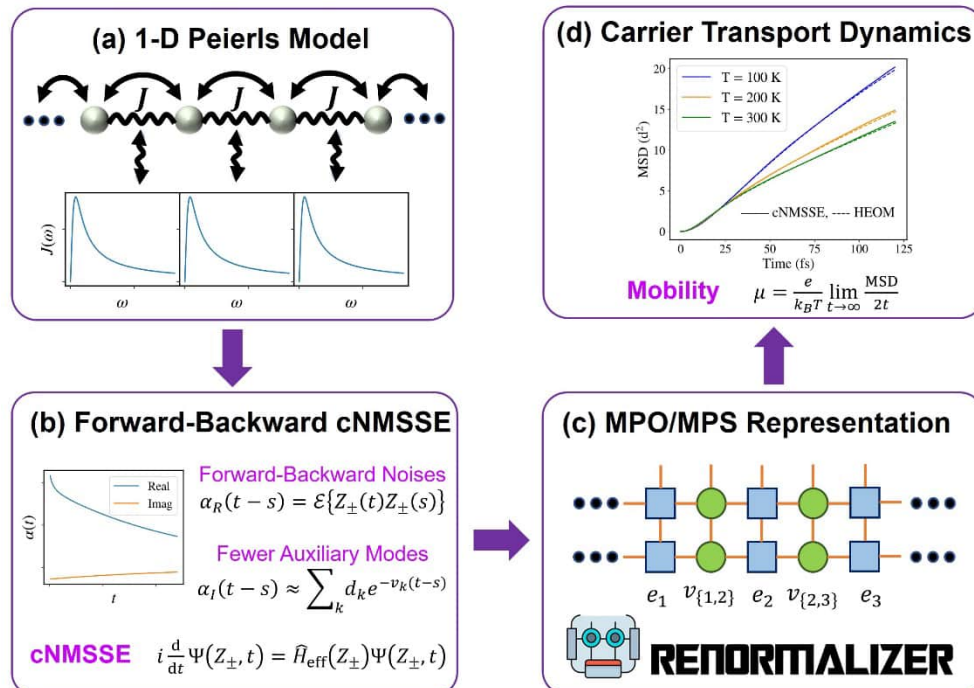 (a) 1-D Peierls Model
J J J
J(ω)
ω ω ω
(b) Forward-Backward cNMSSE
Real
Imag
α(t)
t
Forward-Backward Noises
α_R(t − s) = ℰ{Z_±(t)Z_±(s)}
Fewer Auxiliary Modes
α_I(t − s) ≈ ∑_k d_k e^{−v_k(t−s)}
cNMSSE i d/dt Ψ(Z_±, t) = Ĥ_eff(Z_±)Ψ(Z_±, t)
(c) MPO/MPS Representation
e_1 v_{1,2} e_2 v_{2,3} e_3
RENORMALIZER
(d) Carrier Transport Dynamics
T = 100 K
T = 200 K
T = 300 K
MSD (d²)
20
15
10
5
0
cNMSSE, HEOM
0 25 50 75 100 125
Time (fs)
Mobility μ = e/(k_B T) lim_{t→∞} MSD/2t